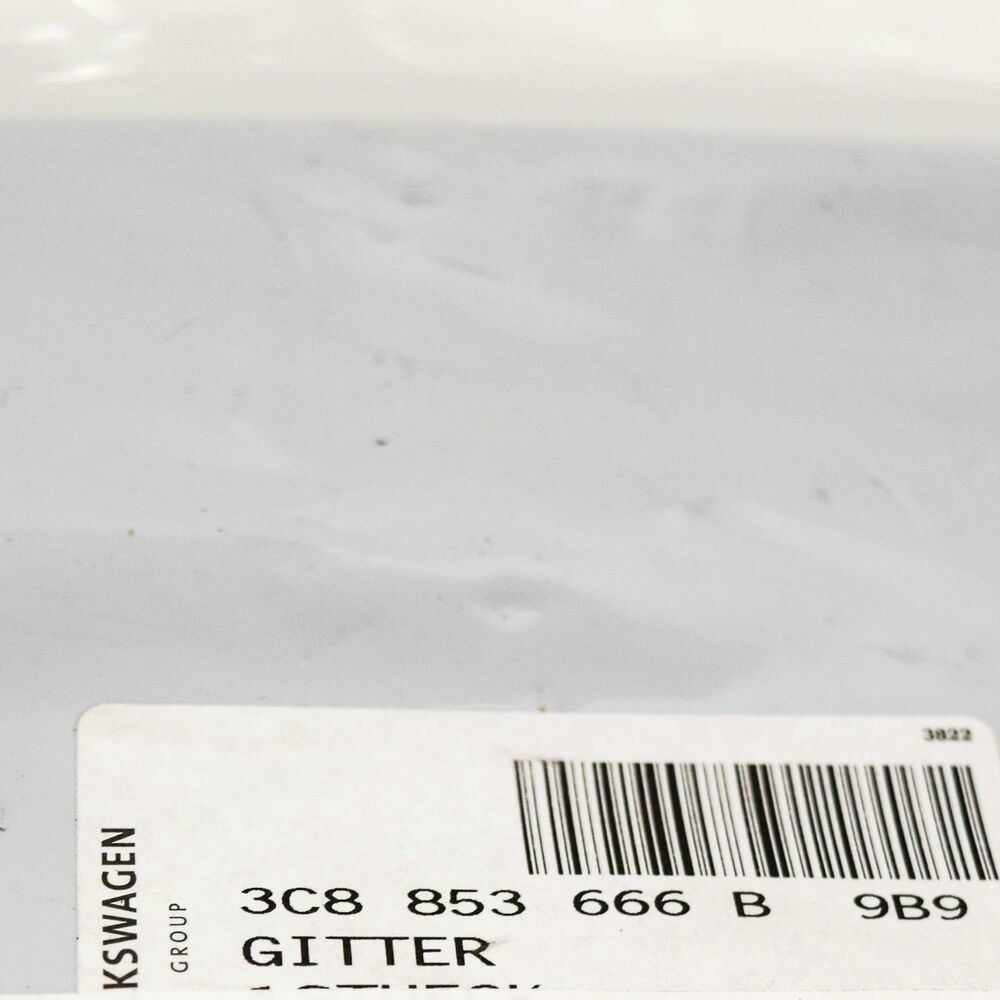 3822
3C8 853 666 B 9B9
GITTER
KSWAGEN
GROUP